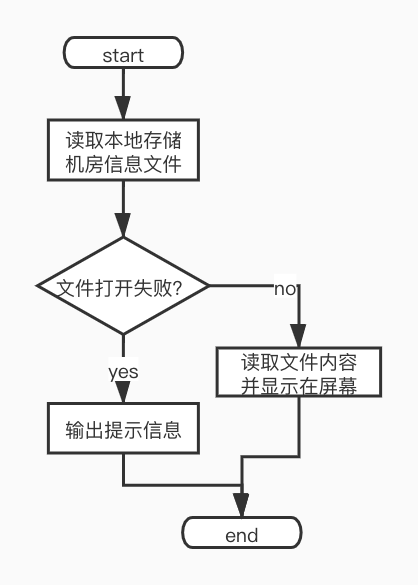 start
读取本地存储
机房信息文件
文件打开失败?
no
读取文件内容
并显示在屏幕
yes
输出提示信息
end